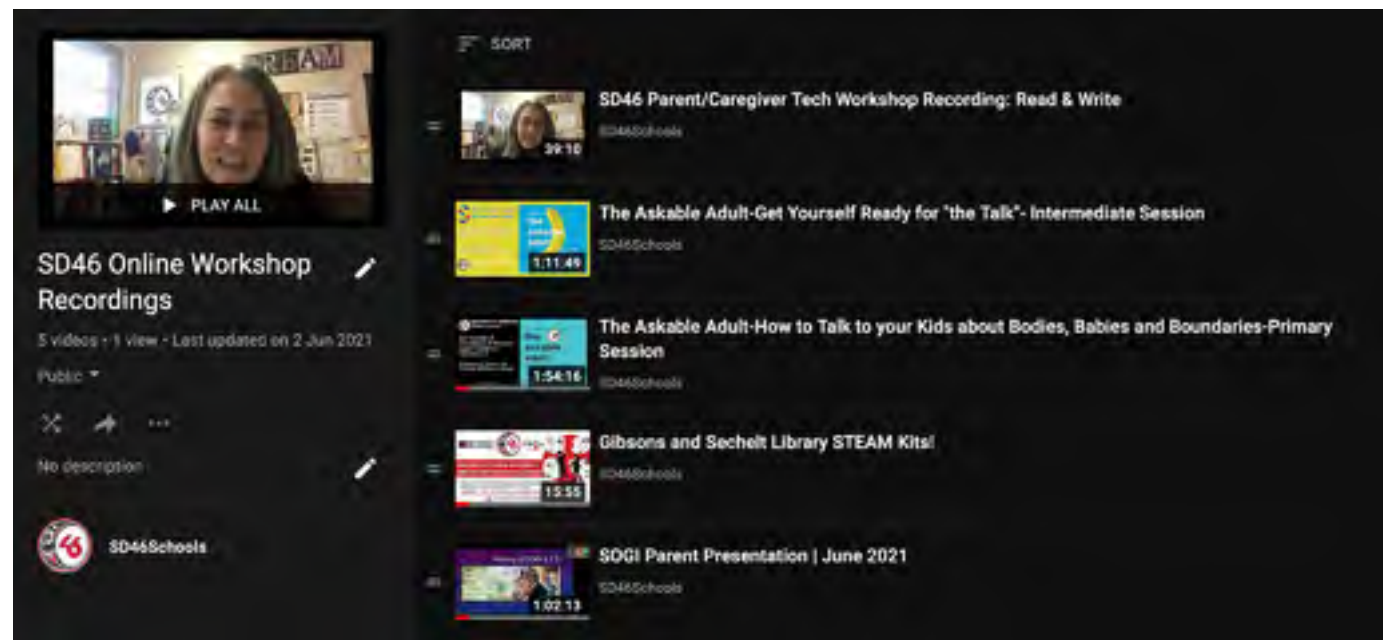 DREAM
PLAY ALL
SD46 Online Workshop
Recordings
5 videos • 1 view • Last updated on 2 Jun 2021
Public
No description
46
SD46Schools
SORT
SD46 Parent/Caregiver Tech Workshop Recording: Read & Write
SD46Schools
39:10
The Askable Adult-Get Yourself Ready for "the Talk"- Intermediate Session
SD46Schools
1:11:49
The Askable Adult-How to Talk to your Kids about Bodies, Babies and Boundaries-Primary
Session
SD46Schools
1:54:16
Gibsons and Sechelt Library STEAM Kits!
SD46Schools
15:55
SOGI Parent Presentation | June 2021
SD46Schools
1:02:13